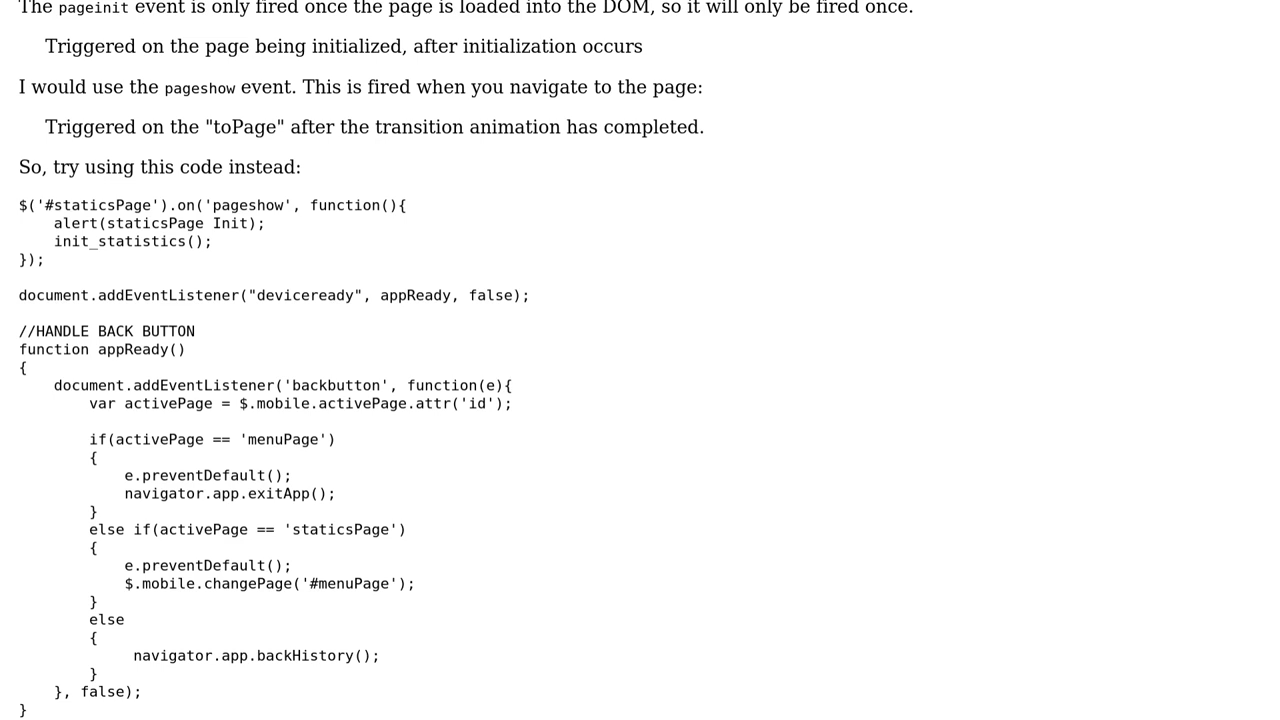 The pageinit event is only fired once the page is loaded into the DOM, so it will only be fired once.
Triggered on the page being initialized, after initialization occurs
I would use the pageshow event. This is fired when you navigate to the page:
Triggered on the "toPage" after the transition animation has completed.
So, try using this code instead:
$('#staticsPage').on('pageshow', function(){
    alert(staticsPage Init);
    init_statistics();
});

document.addEventListener("deviceready", appReady, false);

//HANDLE BACK BUTTON
function appReady()
{
    document.addEventListener('backbutton', function(e){
        var activePage = $.mobile.activePage.attr('id');

        if(activePage == 'menuPage')
        {
            e.preventDefault();
            navigator.app.exitApp();
        }
        else if(activePage == 'staticsPage')
        {
            e.preventDefault();
            $.mobile.changePage('#menuPage');
        }
        else
        {
             navigator.app.backHistory();
        }
    }, false);
}